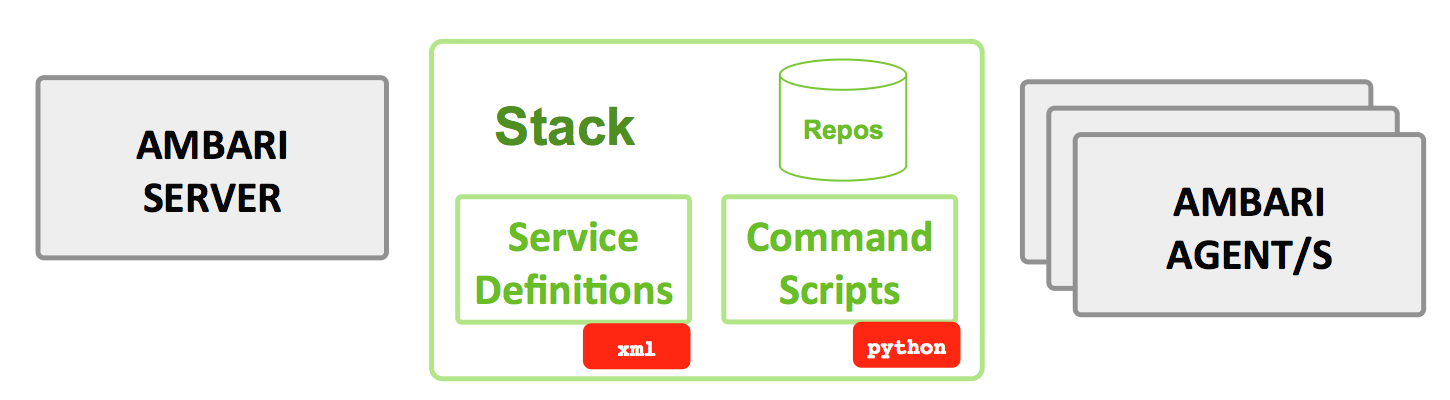 AMBARI
SERVER
Stack
Repos
Service
Definitions
xml
Command
Scripts
python
AMBARI
AGENT/S